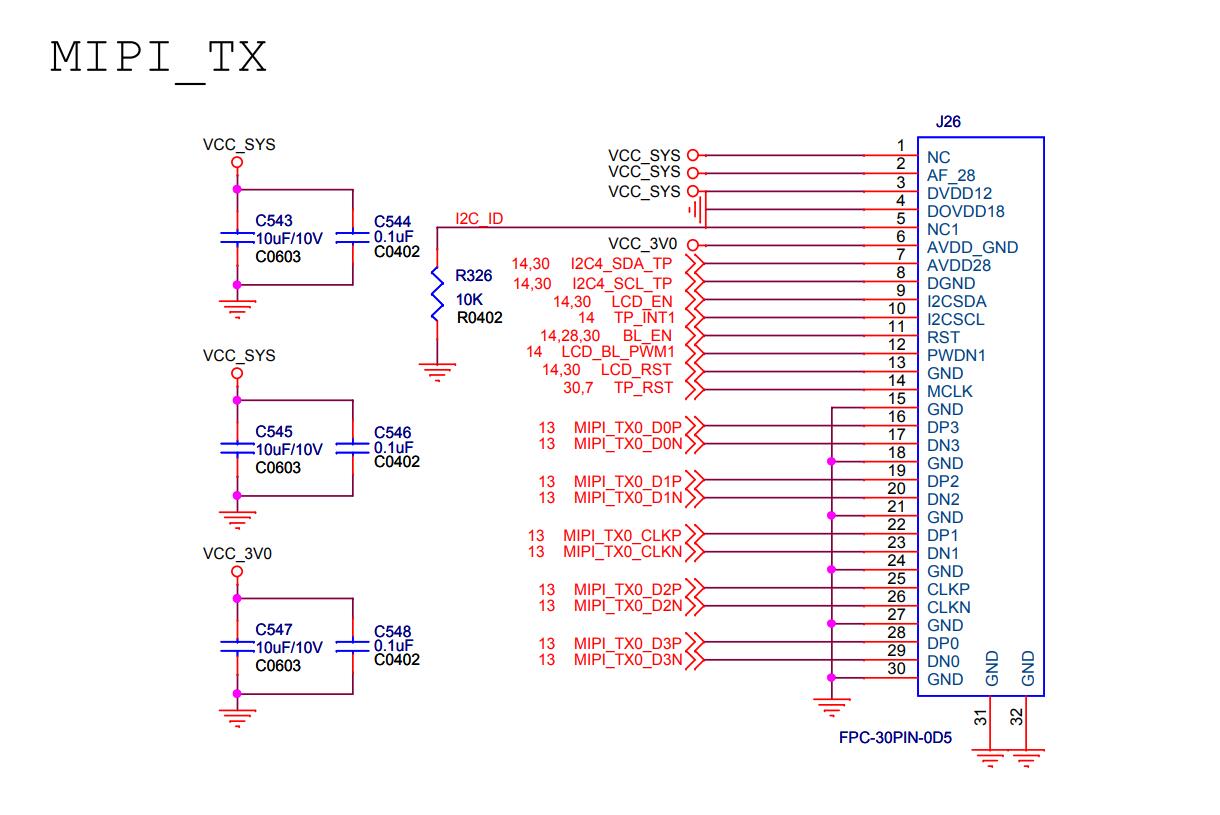 MIPI_TX
VCC_SYS
C543
10uF/10V
C0603
C544
0.1uF
C0402
VCC_SYS
C545
10uF/10V
C0603
C546
0.1uF
C0402
VCC_3V0
C547
10uF/10V
C0603
C548
0.1uF
C0402
I2C_ID
R326
10K
R0402
J26
VCC_SYS 1 NC
VCC_SYS 2 AF_28
VCC_SYS 3 DVDD12
4 DOVDD18
5 NC1
VCC_3V0 6 AVDD_GND
14,30 I2C4_SDA_TP 7 AVDD28
14,30 I2C4_SCL_TP 8 DGND
14,30 LCD_EN 9 I2CSDA
14 TP_INT1 10 I2CSCL
14,28,30 BL_EN 11 RST
14 LCD_BL_PWM1 12 PWDN1
14,30 LCD_RST 13 GND
30,7 TP_RST 14 MCLK
15 GND
13 MIPI_TX0_D0P 16 DP3
13 MIPI_TX0_D0N 17 DN3
18 GND
13 MIPI_TX0_D1P 19 DP2
13 MIPI_TX0_D1N 20 DN2
21 GND
13 MIPI_TX0_CLKP 22 DP1
13 MIPI_TX0_CLKN 23 DN1
24 GND
13 MIPI_TX0_D2P 25 CLKP
13 MIPI_TX0_D2N 26 CLKN
27 GND
13 MIPI_TX0_D3P 28 DP0
13 MIPI_TX0_D3N 29 DN0
30 GND
GND
GND
31
32
FPC-30PIN-0D5